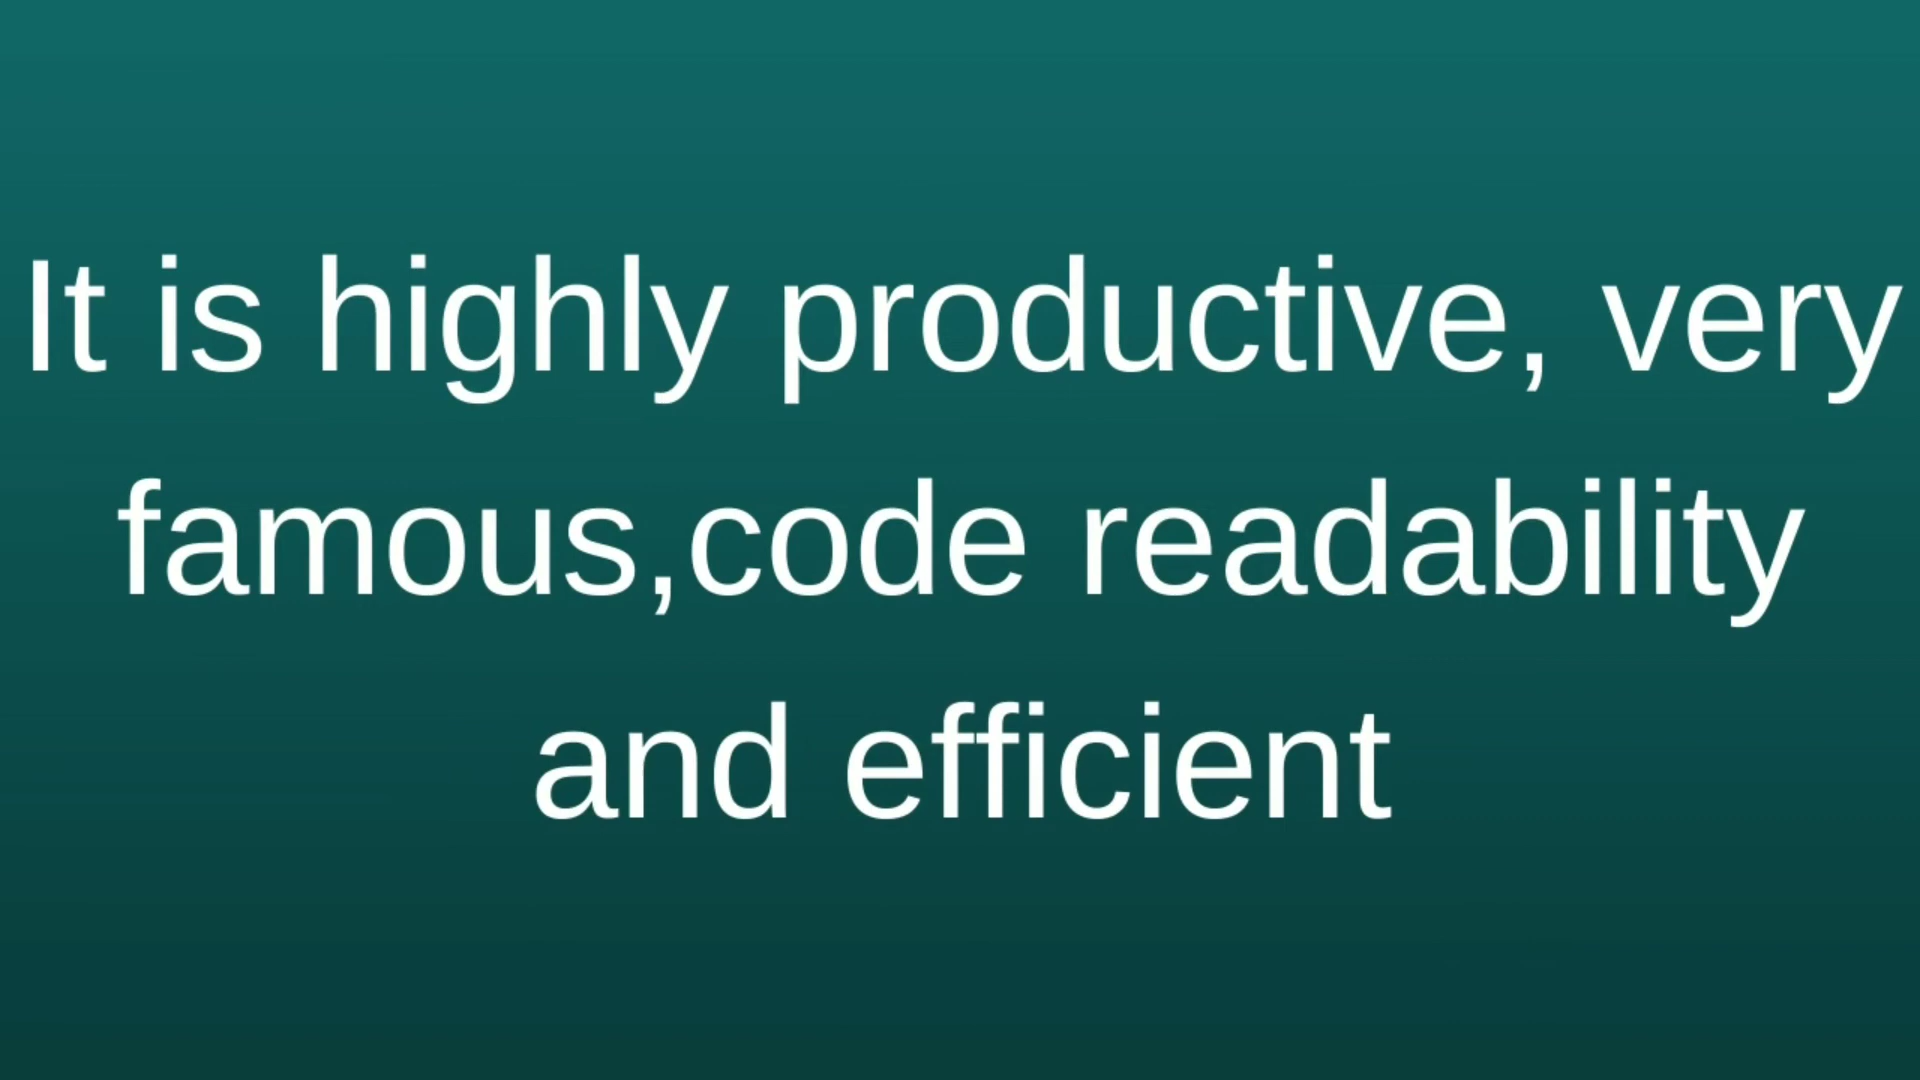 It is highly productive, very
famous,code readability
and efficient